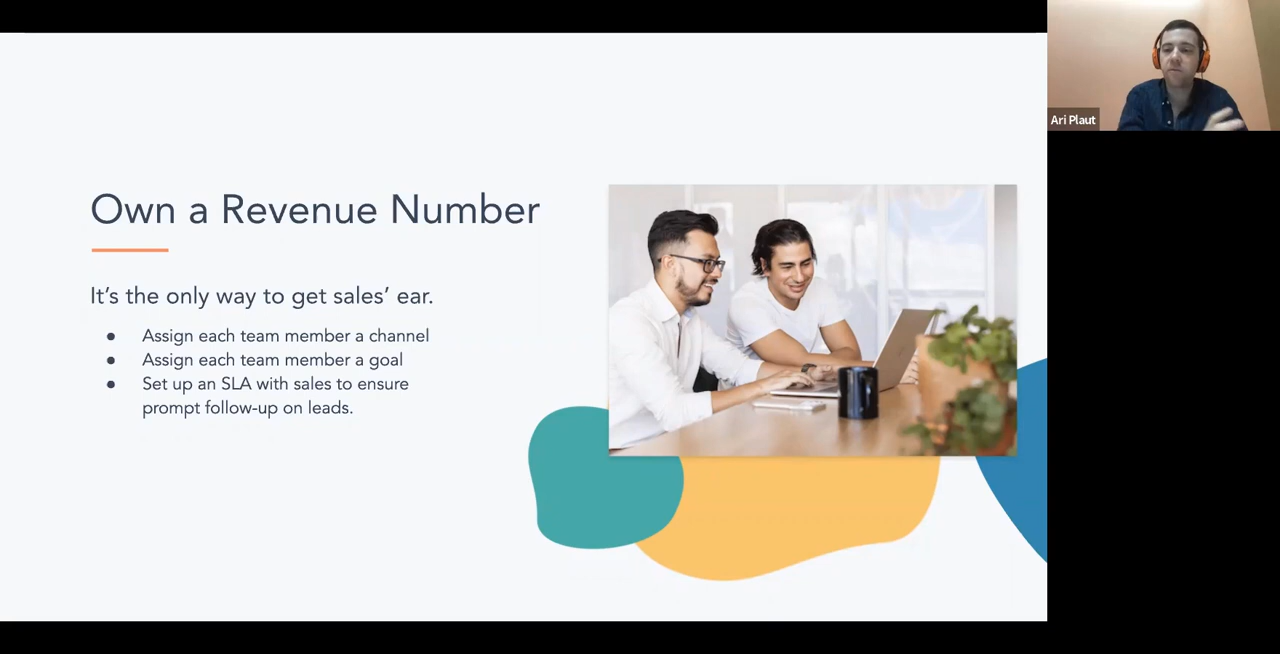 Own a Revenue Number
It’s the only way to get sales’ ear.
● Assign each team member a channel
● Assign each team member a goal
● Set up an SLA with sales to ensure
prompt follow-up on leads.
Ari Plaut